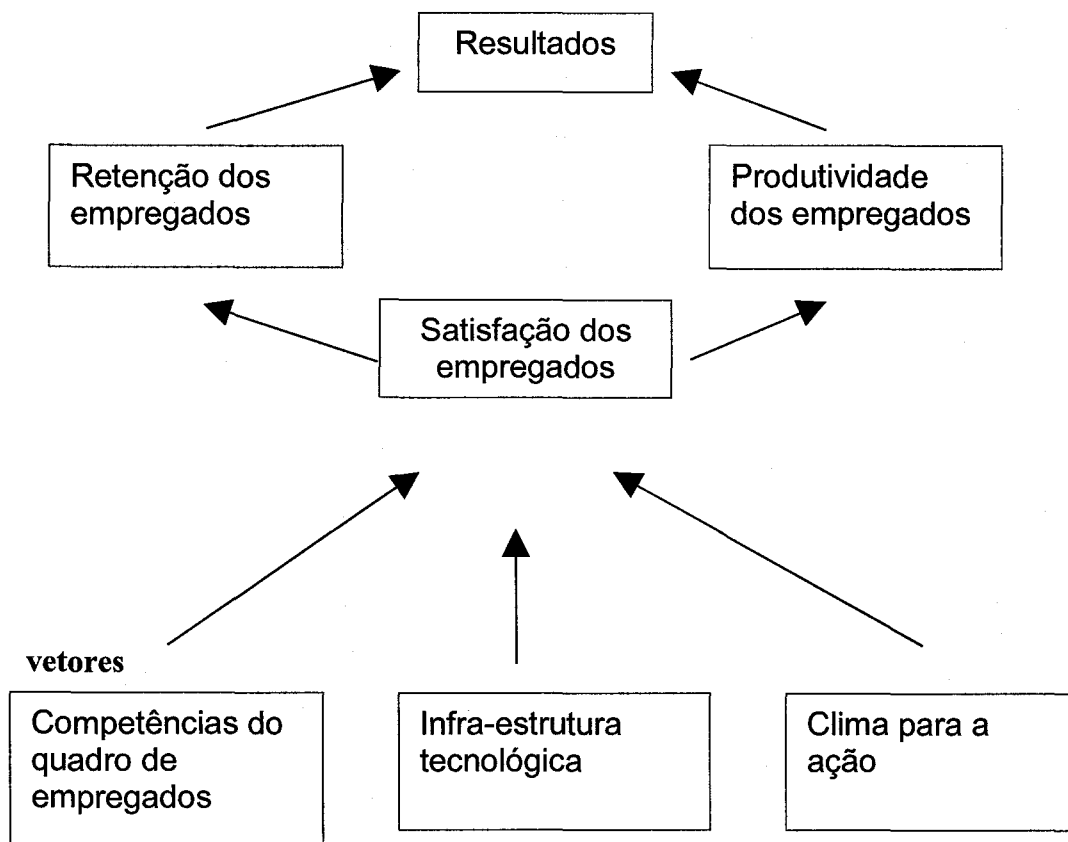 Resultados
Retenção dos
empregados
Produtividade
dos empregados
Satisfação dos
empregados
vetores
Competências do
quadro de
empregados
Infra-estrutura
tecnológica
Clima para a
ação